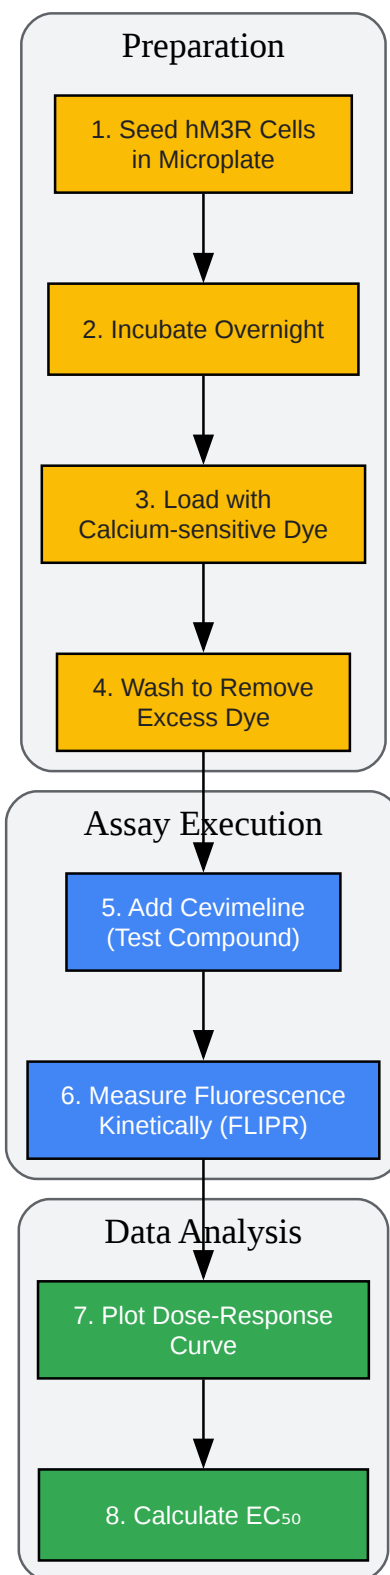 Preparation
1. Seed hM3R Cells
in Microplate
2. Incubate Overnight
3. Load with
Calcium-sensitive Dye
4. Wash to Remove
Excess Dye
Assay Execution
5. Add Cevimeline
(Test Compound)
6. Measure Fluorescence
Kinetically (FLIPR)
Data Analysis
7. Plot Dose-Response
Curve
8. Calculate EC₅₀